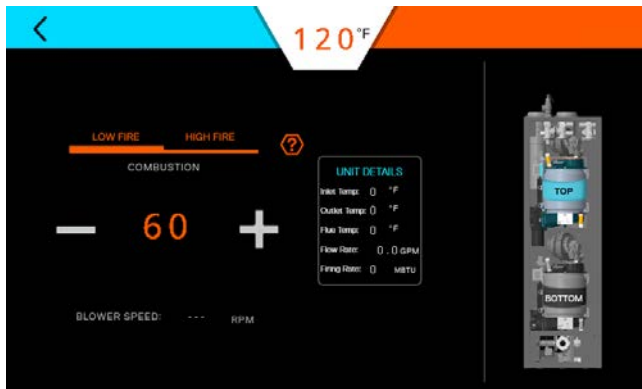 120°F
LOW FIRE HIGH FIRE
?
COMBUSTION
60
BLOWER SPEED: --- RPM
UNIT DETAILS
Inlet Temp: 0 °F
Outlet Temp: 0 °F
Flue Temp: 0 °F
Flow Rate: 0.0 GPM
Firing Rate: 0 MBTU
TOP
BOTTOM